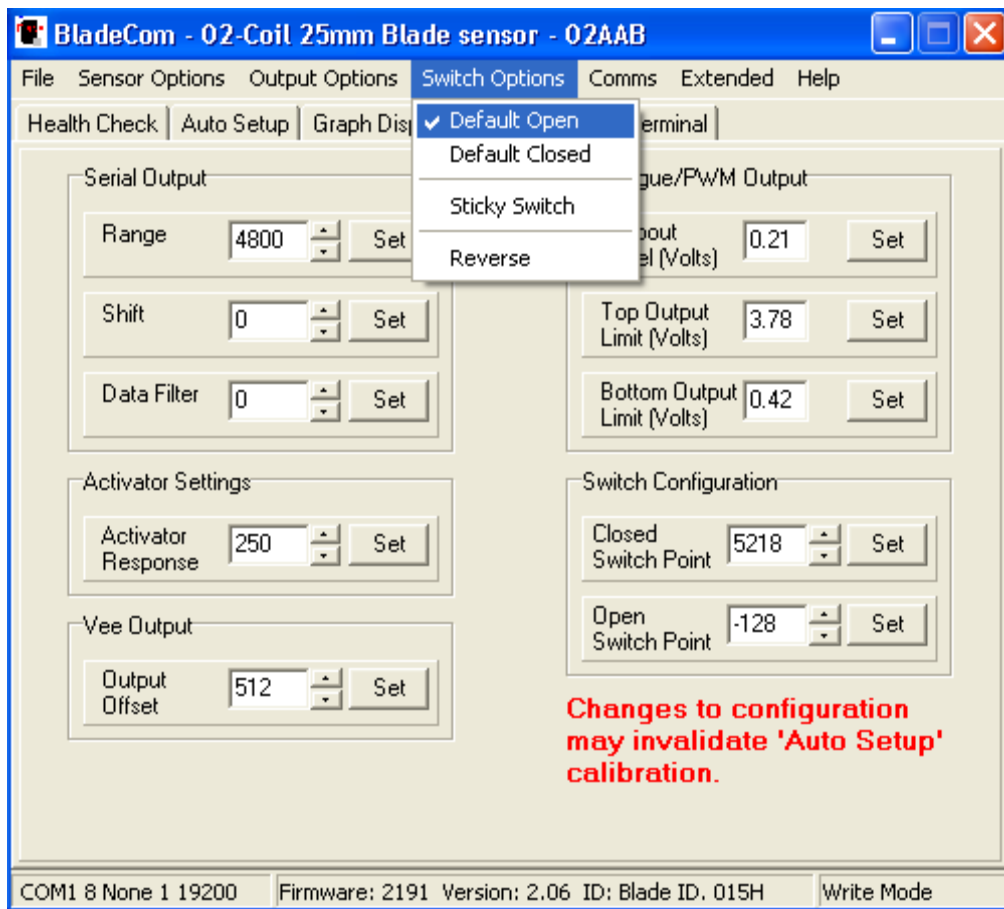 BladeCom - 02-Coil 25mm Blade sensor - 02AAB
File Sensor Options Output Options Switch Options Comms Extended Help
Health Check Auto Setup Graph
Default Open
Default Closed
Sticky Switch
Reverse
Serial Output
Range 4800 Set
Shift 0 Set
Data Filter 0 Set
Activator Settings
Activator Response 250 Set
Vee Output
Output Offset 512 Set
PWM Output
(Volts) 0.21 Set
Top Output Limit (Volts) 3.78 Set
Bottom Output Limit (Volts) 0.42 Set
Switch Configuration
Closed Switch Point 5218 Set
Open Switch Point -128 Set
Changes to configuration
may invalidate 'Auto Setup'
calibration.
COM1 8 None 1 19200 Firmware: 2191 Version: 2.06 ID: Blade ID. 015H Write Mode